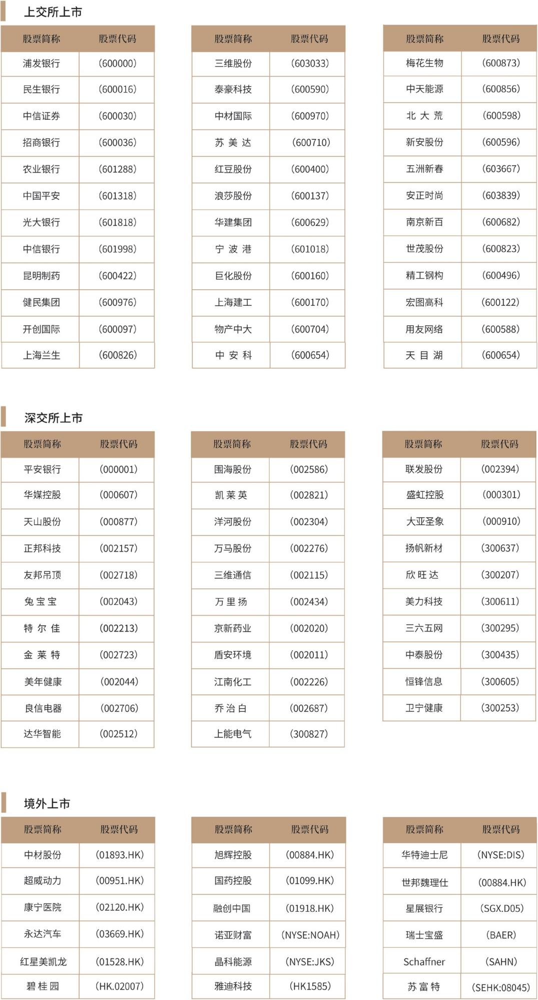 上交所上市
股票简称 股票代码 股票简称 股票代码 股票简称 股票代码
浦发银行 (600000) 三维股份 (603033) 梅花生物 (600873)
民生银行 (600016) 泰豪科技 (600590) 中天能源 (600856)
中信证券 (600030) 中材国际 (600970) 北大荒 (600598)
招商银行 (600036) 苏美达 (600710) 新安股份 (600596)
农业银行 (601288) 红豆股份 (600400) 五洲新春 (603667)
中国平安 (601318) 浪莎股份 (600137) 安正时尚 (603839)
光大银行 (601818) 华建集团 (600629) 南京新百 (600682)
中信银行 (601998) 宁波港 (601018) 世茂股份 (600823)
昆明制药 (600422) 巨化股份 (600160) 精工钢构 (600496)
健民集团 (600976) 上海建工 (600170) 宏图高科 (600122)
开创国际 (600097) 物产中大 (600704) 用友网络 (600588)
上海兰生 (600826) 中安科 (600654) 天目湖 (600654)
深交所上市
股票简称 股票代码 股票简称 股票代码 股票简称 股票代码
平安银行 (000001) 围海股份 (002586) 联发股份 (002394)
华媒控股 (000607) 凯莱英 (002821) 盛虹控股 (000301)
天山股份 (000877) 洋河股份 (002304) 大亚圣象 (000910)
正邦科技 (002157) 万马股份 (002276) 扬帆新材 (300637)
友邦吊顶 (002718) 三维通信 (002115) 欣旺达 (300207)
兔宝宝 (002043) 万里扬 (002434) 美力科技 (300611)
特尔佳 (002213) 京新药业 (002020) 三六五网 (300295)
金莱特 (002723) 盾安环境 (002011) 中泰股份 (300435)
美年健康 (002044) 江南化工 (002226) 恒锋信息 (300605)
良信电器 (002706) 乔治白 (002687) 卫宁健康 (300253)
达华智能 (002512) 上能电气 (300827)
境外上市
股票简称 股票代码 股票简称 股票代码 股票简称 股票代码
中材股份 (01893.HK) 旭辉控股 (00884.HK) 华特迪士尼 (NYSE:DIS)
超威动力 (00951.HK) 国药控股 (01099.HK) 世邦魏理仕 (00884.HK)
康宁医院 (02120.HK) 融创中国 (01918.HK) 星展银行 (SGX.D05)
永达汽车 (03669.HK) 诺亚财富 (NYSE:NOAH) 瑞士宝盛 (BAER)
红星美凯龙 (01528.HK) 晶科能源 (NYSE:JKS) Schaffner (SAHN)
碧桂园 (HK.02007) 雅迪科技 (HK1585) 苏富特 (SEHK:08045)